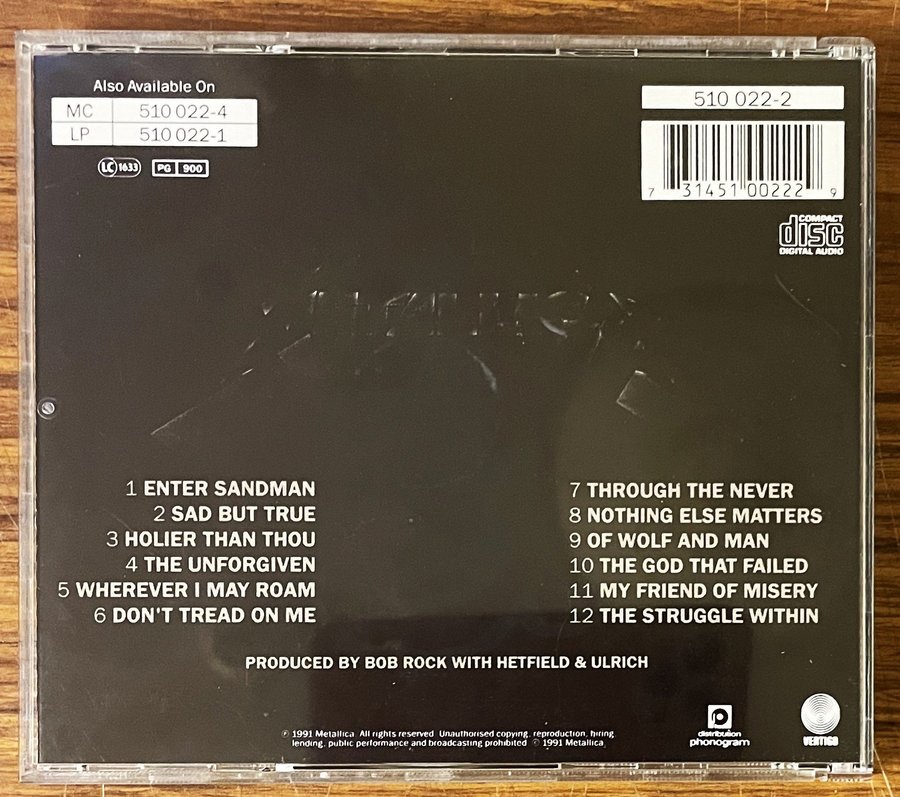 Also Available On
MC 510 022-4
LP 510 022-1
LC 1633 PG 900
510 022-2
7 31451 00222 9
COMPACT
disc
DIGITAL AUDIO
1 ENTER SANDMAN
2 SAD BUT TRUE
3 HOLIER THAN THOU
4 THE UNFORGIVEN
5 WHEREVER I MAY ROAM
6 DON'T TREAD ON ME
7 THROUGH THE NEVER
8 NOTHING ELSE MATTERS
9 OF WOLF AND MAN
10 THE GOD THAT FAILED
11 MY FRIEND OF MISERY
12 THE STRUGGLE WITHIN
PRODUCED BY BOB ROCK WITH HETFIELD & ULRICH
℗ 1991 Metallica. All rights reserved. Unauthorised copying, reproduction, hiring,
lending, public performance and broadcasting prohibited. © 1991 Metallica
distribution
phonogram
VERTIGO